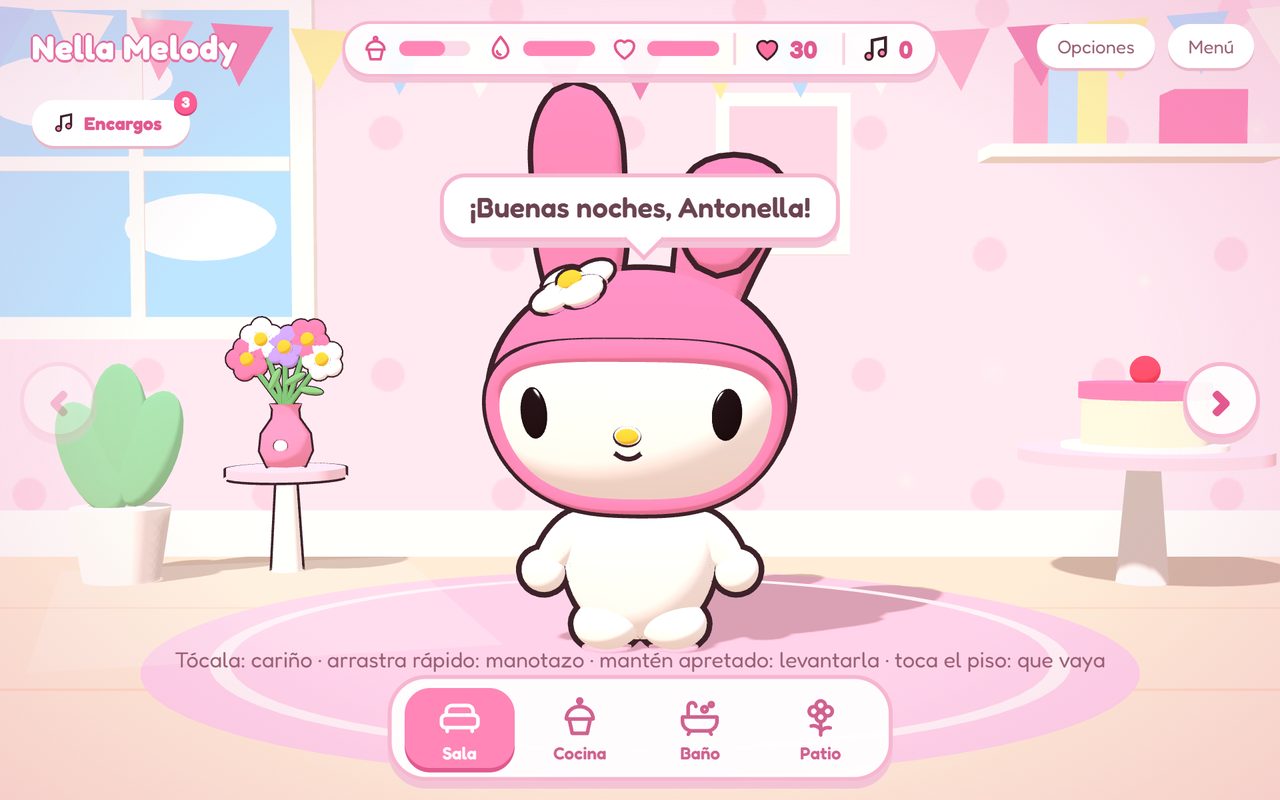 Nella Melody
30
0
Opciones
Menú
Encargos
3
¡Buenas noches, Antonella!
Tócala: cariño · arrastra rápido: manotazo · mantén apretado: levantarla · toca el piso: que vaya
Sala
Cocina
Baño
Patio